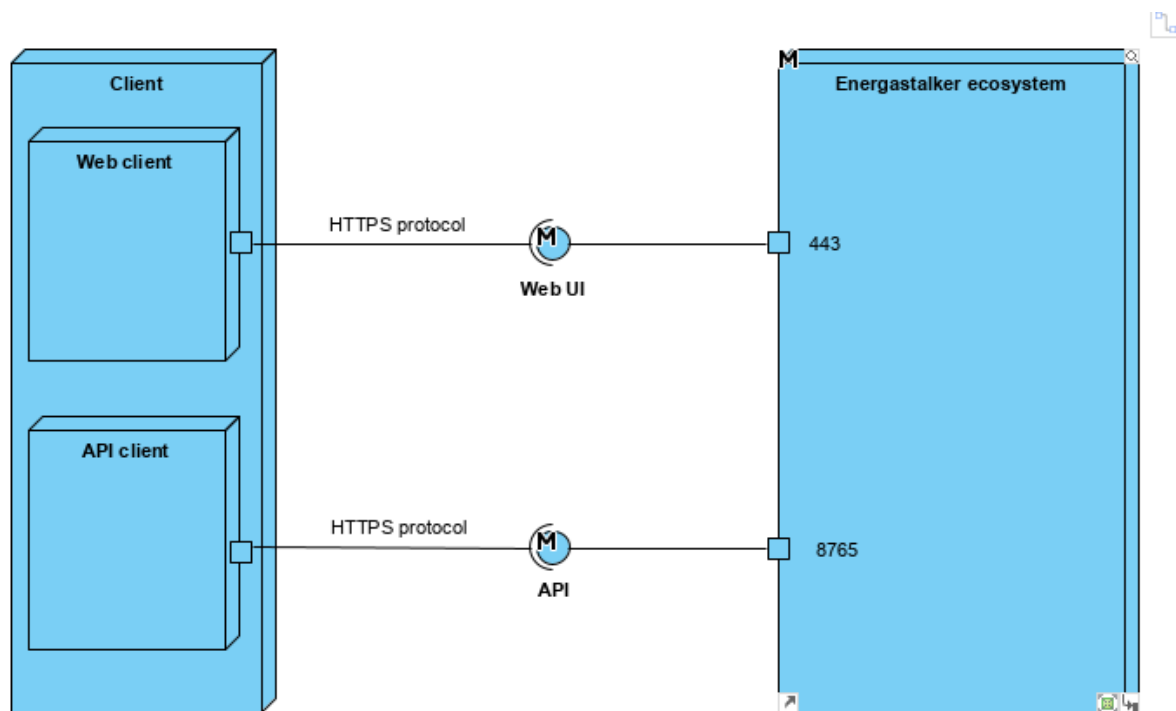 Client
Energastalker ecosystem
M
Web client
HTTPS protocol
M
443
Web UI
API client
HTTPS protocol
M
8765
API